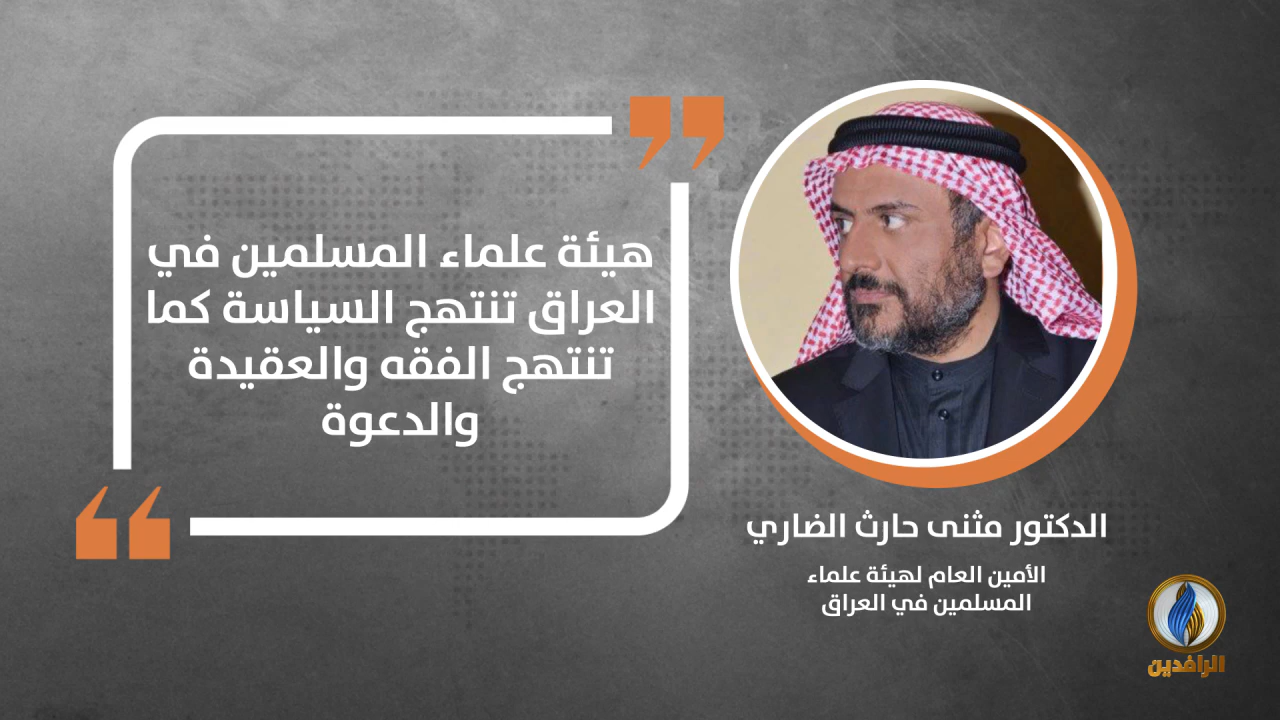 هيئة علماء المسلمين في
العراق تنتهج السياسة كما
تنتهج الفقه والعقيدة
والدعوة
الدكتور مثنى حارث الضاري
الأمين العام لهيئة علماء
المسلمين في العراق
الرافدين